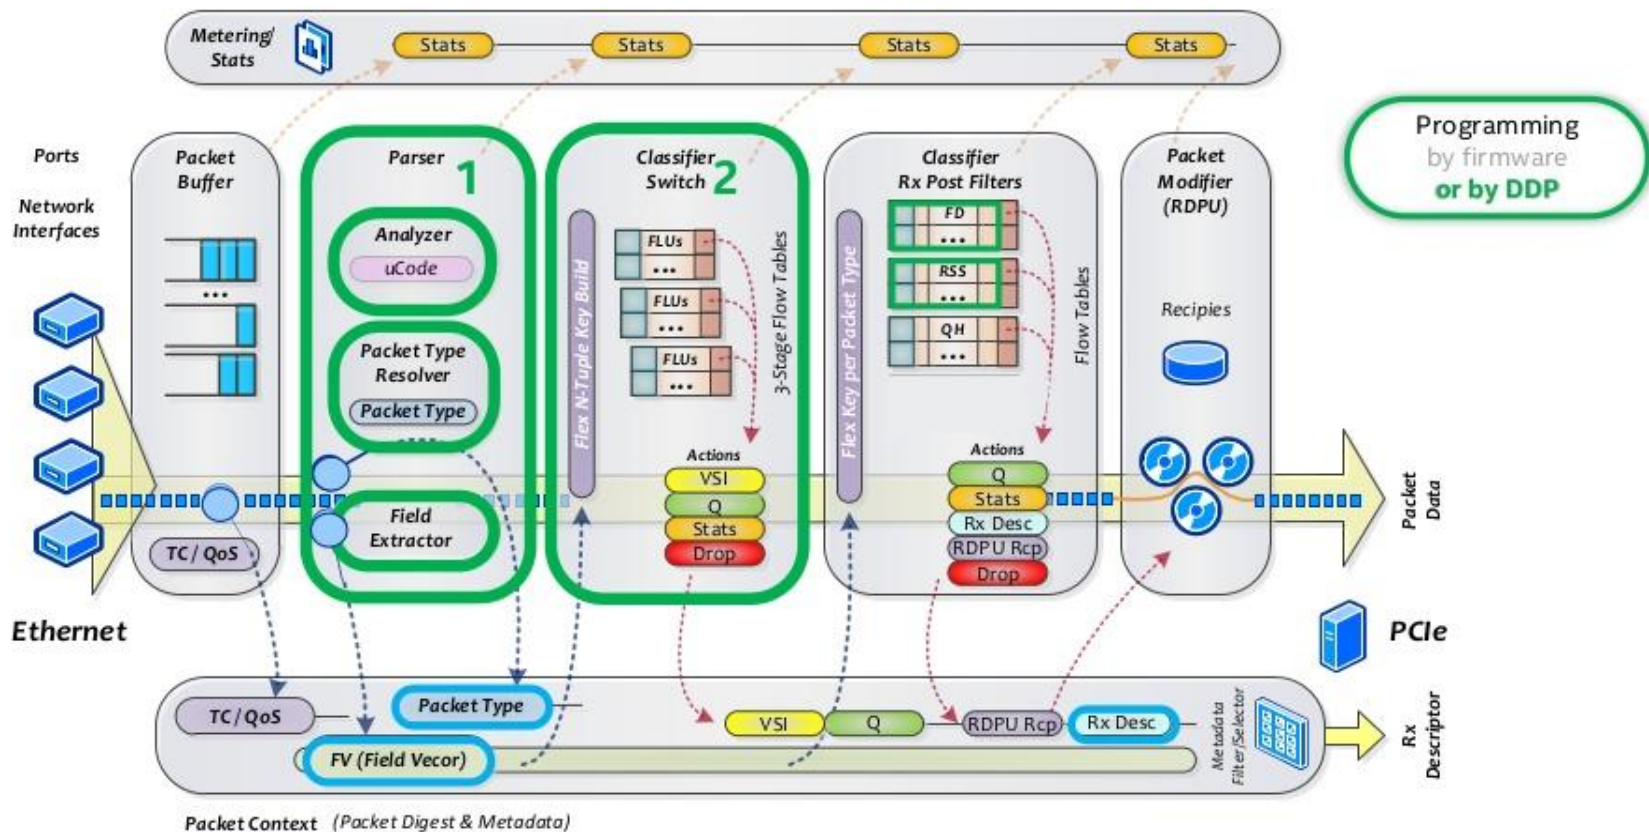 Metering/
Stats
Stats
Stats
Stats
Stats
Ports
Network
Interfaces
Packet
Buffer
...
TC / QoS
Parser
1
Analyzer
uCode
Packet Type
Resolver
Packet Type
Field
Extractor
Classifier
Switch 2
Flex N-Tuple Key Build
FLUs
...
FLUs
...
FLUs
...
3-Stage Flow Tables
Actions
VSI
Q
Stats
Drop
Classifier
Rx Post Filters
Flex Key per Packet Type
FD
...
RSS
...
QH
...
Flow Tables
Actions
Q
Stats
Rx Desc
RDPU Rcp
Drop
Packet
Modifier
(RDPU)
Recipies
Programming
by firmware
or by DDP
Packet
Data
Ethernet
PCIe
TC / QoS
Packet Type
FV (Field Vecor)
VSI
Q
RDPU Rcp
Rx Desc
Metadata
Filter/Selector
Rx
Descriptor
Packet Context (Packet Digest & Metadata)